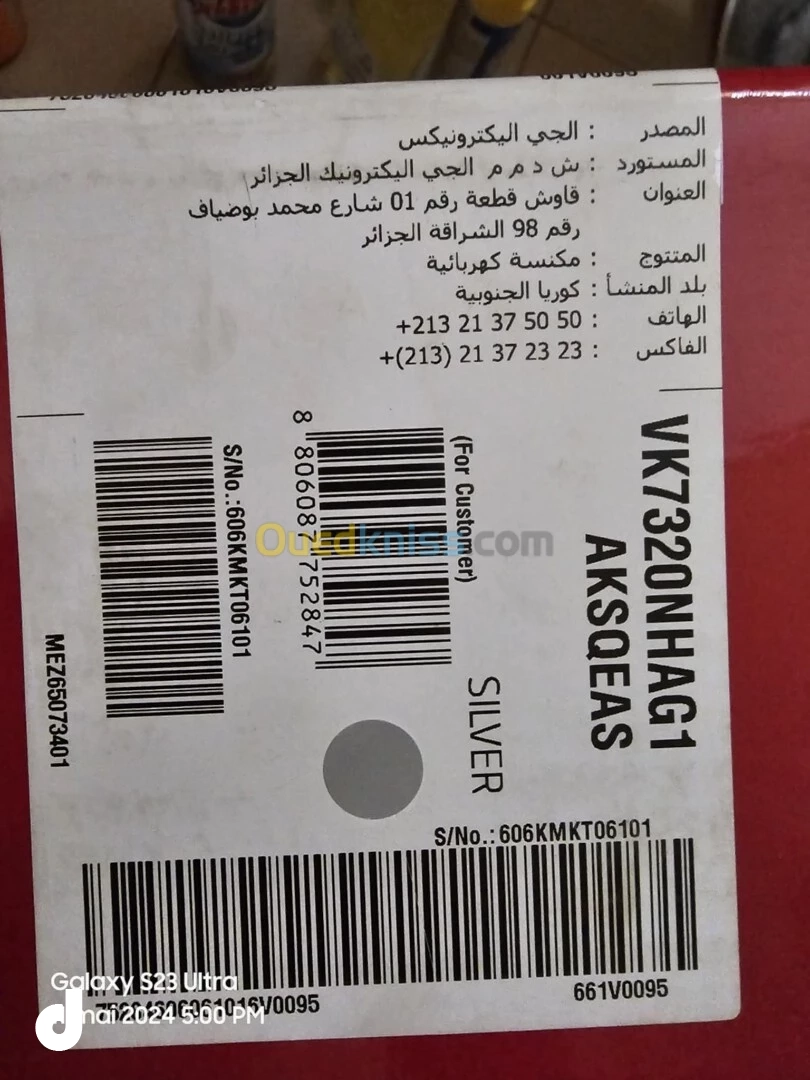 المصدر : الجي اليكترونيكس
المستورد : ش د م م الجي اليكترونيك الجزائر
العنوان : قاوش قطعة رقم 01 شارع محمد بوضياف
رقم 98 الشراقة الجزائر
المنتوج : مكنسة كهربائية
بلد المنشأ : كوريا الجنوبية
الهاتف : +213 21 37 50 50
الفاكس : +(213) 21 37 23 23
VK7320NHAG1
AKSQEAS
(For Customer)
8 806087 752847
SILVER
S/No.:606KMKT06101
MEZ65073401
S/No.:606KMKT06101
661V0095
Ouedkniss.com
Galaxy S23 Ultra
mai 2024 5:00 PM